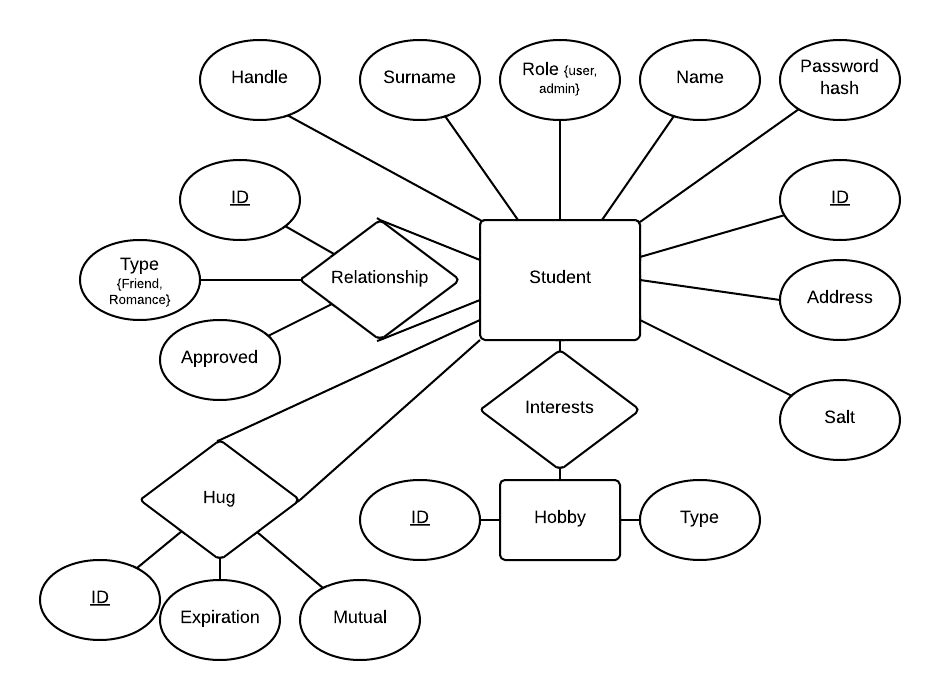 Handle
Surname
Role {user,
admin}
Name
Password
hash
ID
ID
Type
{Friend,
Romance}
Relationship
Student
Address
Approved
Interests
Salt
Hug
ID
Hobby
Type
ID
Expiration
Mutual